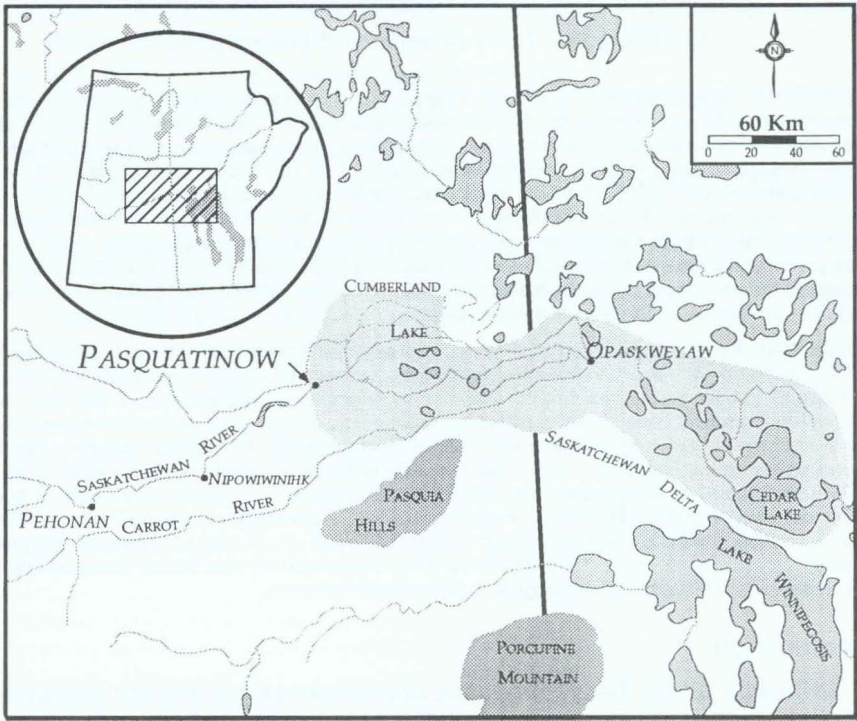 N
60 Km
0 20 40 60
CUMBERLAND
LAKE
PASQUATINOW
OPASKWEYAW
SASKATCHEWAN RIVER
NIPOWIWINIHK
PEHONAN
CARROT RIVER
PASQUIA
HILLS
SASKATCHEWAN DELTA
CEDAR
LAKE
LAKE WINNIPEGOSIS
PORCUPINE
MOUNTAIN